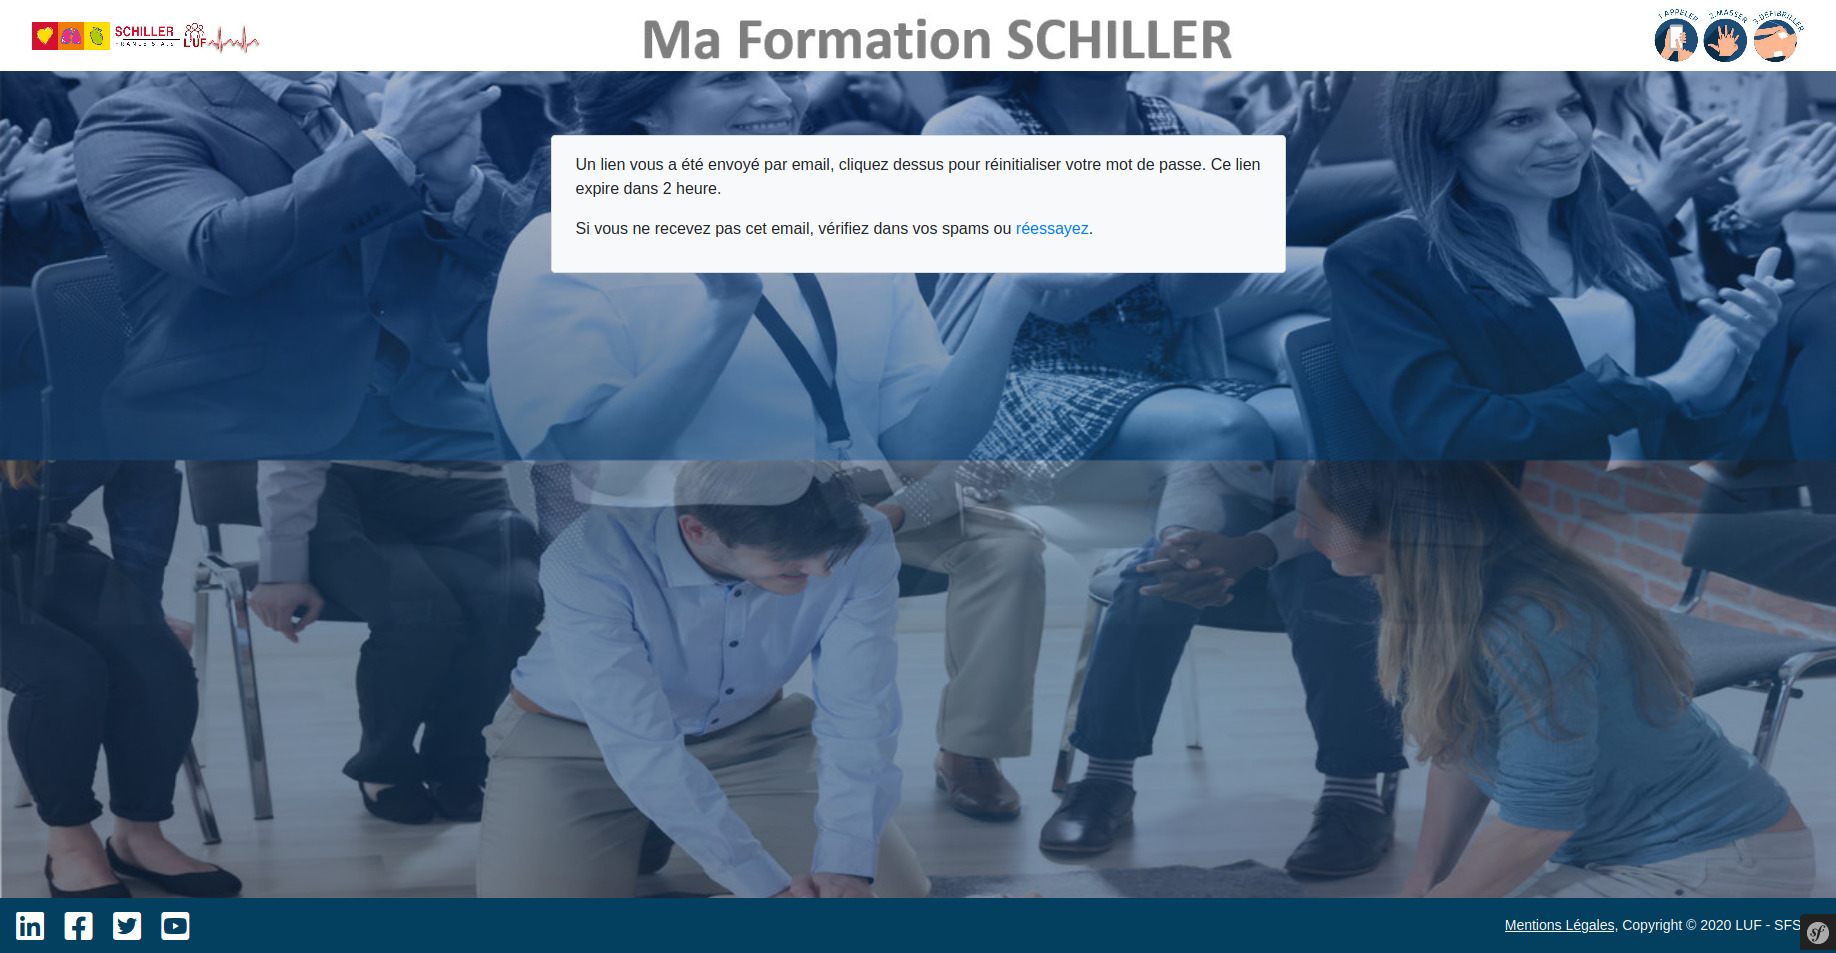 SCHILLER
FRANCE S.A.S
LUF
Ma Formation SCHILLER
1.APPELER
2.MASSER
3.DÉFIBRILLER
Un lien vous a été envoyé par email, cliquez dessus pour réinitialiser votre mot de passe. Ce lien
expire dans 2 heure.
Si vous ne recevez pas cet email, vérifiez dans vos spams ou réessayez.
Mentions Légales, Copyright © 2020 LUF - SFS
sf